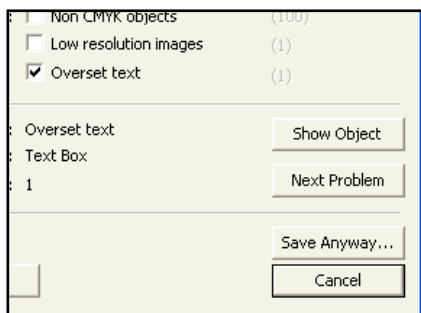 : Non CMYK objects (100)
: Low resolution images (1)
Overset text (1)
: Overset text
Show Object
: Text Box
: 1
Next Problem
Save Anyway...
Cancel